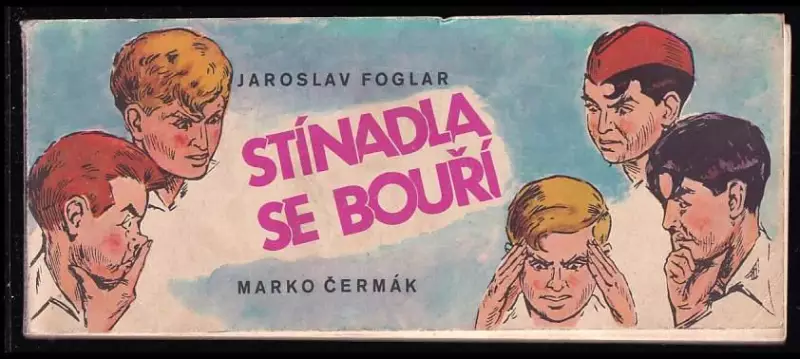 JAROSLAV FOGLAR
STÍNADLA
SE BOUŘÍ
MARKO ČERMÁK